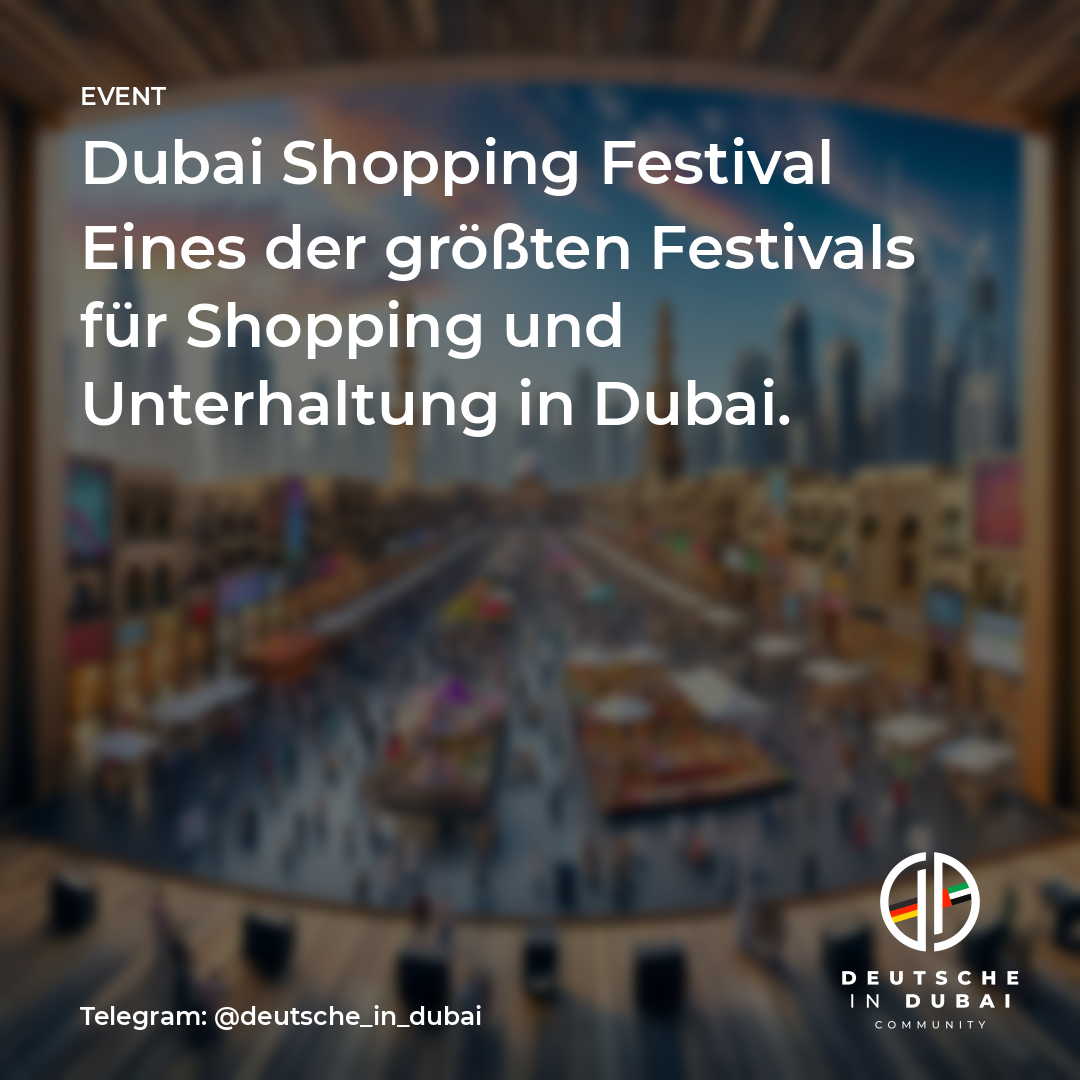 EVENT
Dubai Shopping Festival
Eines der größten Festivals
für Shopping und
Unterhaltung in Dubai.
Telegram: @deutsche_in_dubai
DEUTSCHE
IN DUBAI
COMMUNITY